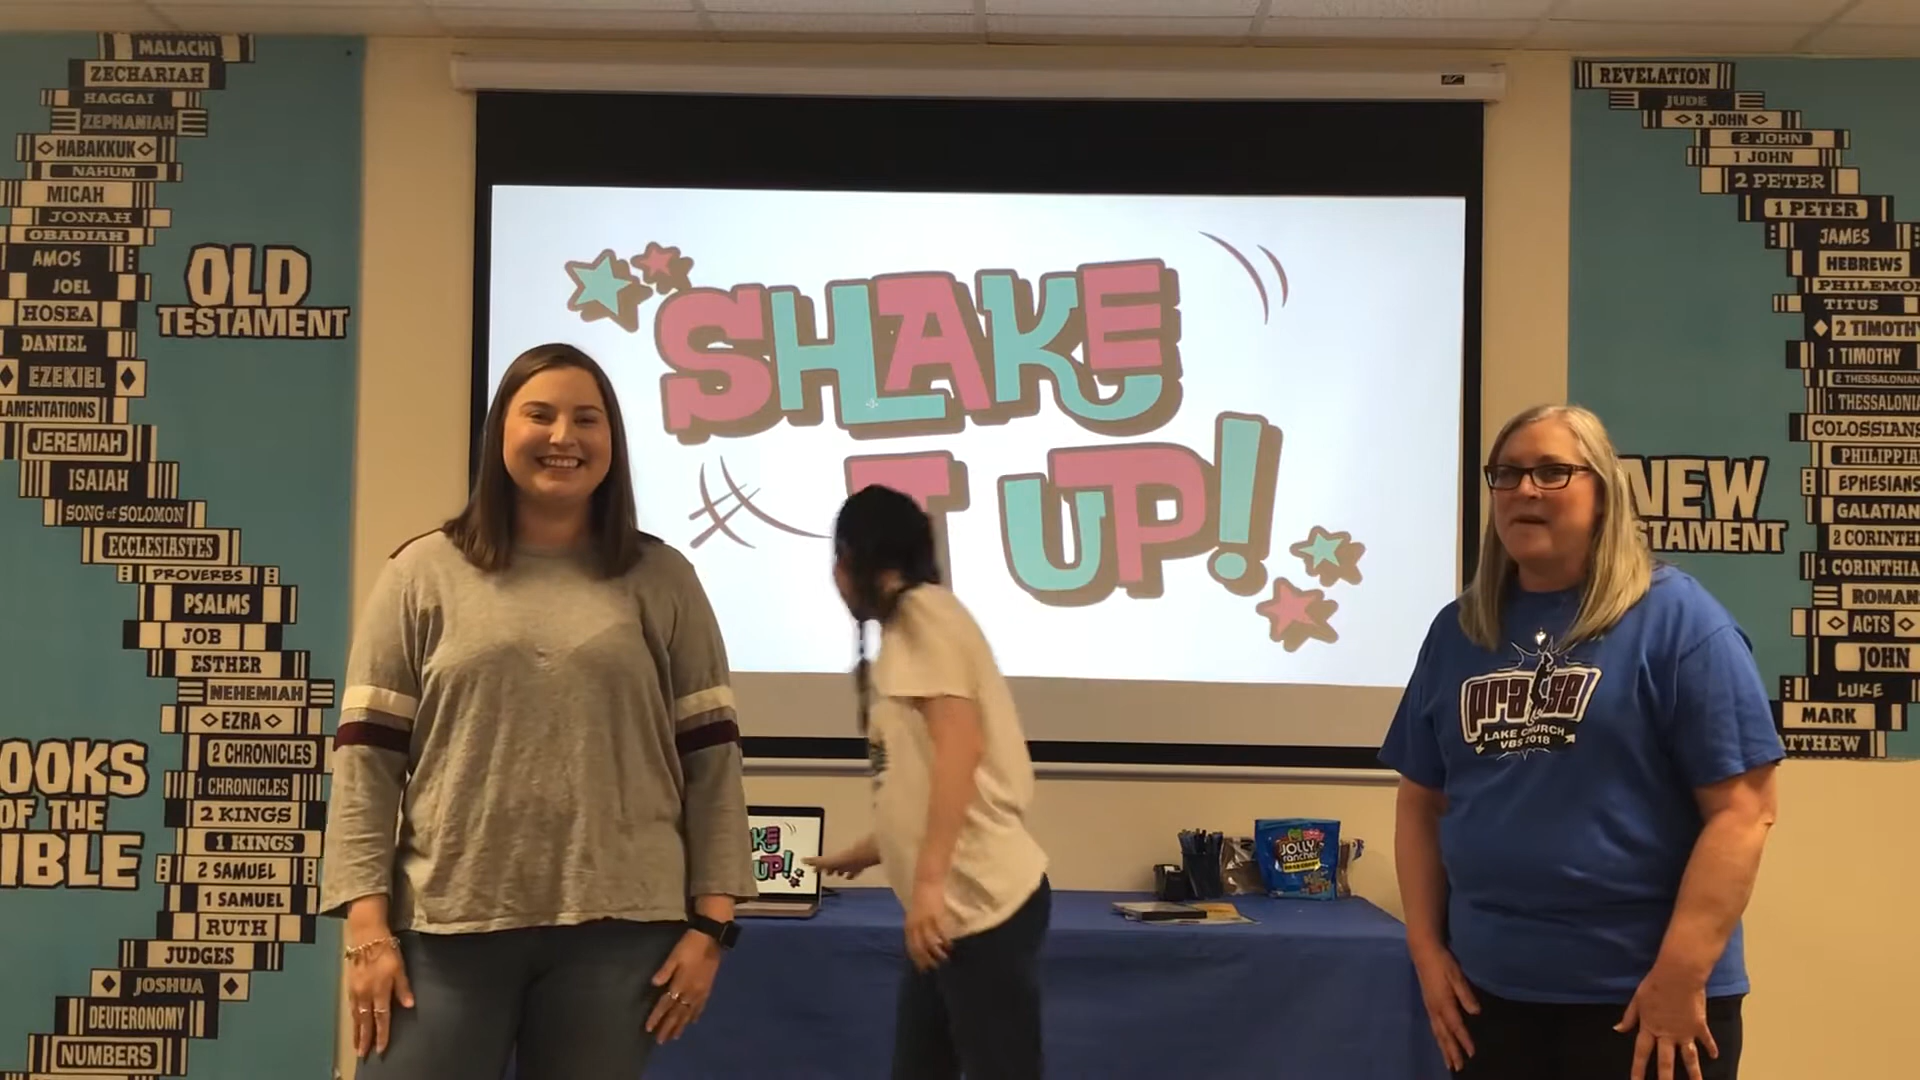 MALACHI
ZECHARIAH
HAGGAI
ZEPHANIAH
HABAKKUK
NAHUM
MICAH
JONAH
OBADIAH
AMOS
JOEL
HOSEA
DANIEL
EZEKIEL
LAMENTATIONS
JEREMIAH
ISAIAH
SONG of SOLOMON
ECCLESIASTES
PROVERBS
PSALMS
JOB
ESTHER
NEHEMIAH
EZRA
2 CHRONICLES
1 CHRONICLES
2 KINGS
1 KINGS
2 SAMUEL
1 SAMUEL
RUTH
JUDGES
JOSHUA
DEUTERONOMY
NUMBERS
OLD
TESTAMENT
OOKS
OF THE
IBLE
SHAKE
IT UP!
KE
UP!
JOLLY
rancher
praise!
LAKE CHURCH
VBS 2018
NEW
STAMENT
REVELATION
JUDE
3 JOHN
2 JOHN
1 JOHN
2 PETER
1 PETER
JAMES
HEBREWS
PHILEMO
TITUS
2 TIMOTHY
1 TIMOTHY
2 THESSALONIAN
1 THESSALONIA
COLOSSIANS
PHILIPPIA
EPHESIANS
GALATIAN
2 CORINTHI
1 CORINTHIA
ROMAN
ACTS
JOHN
LUKE
MARK
TTHEW